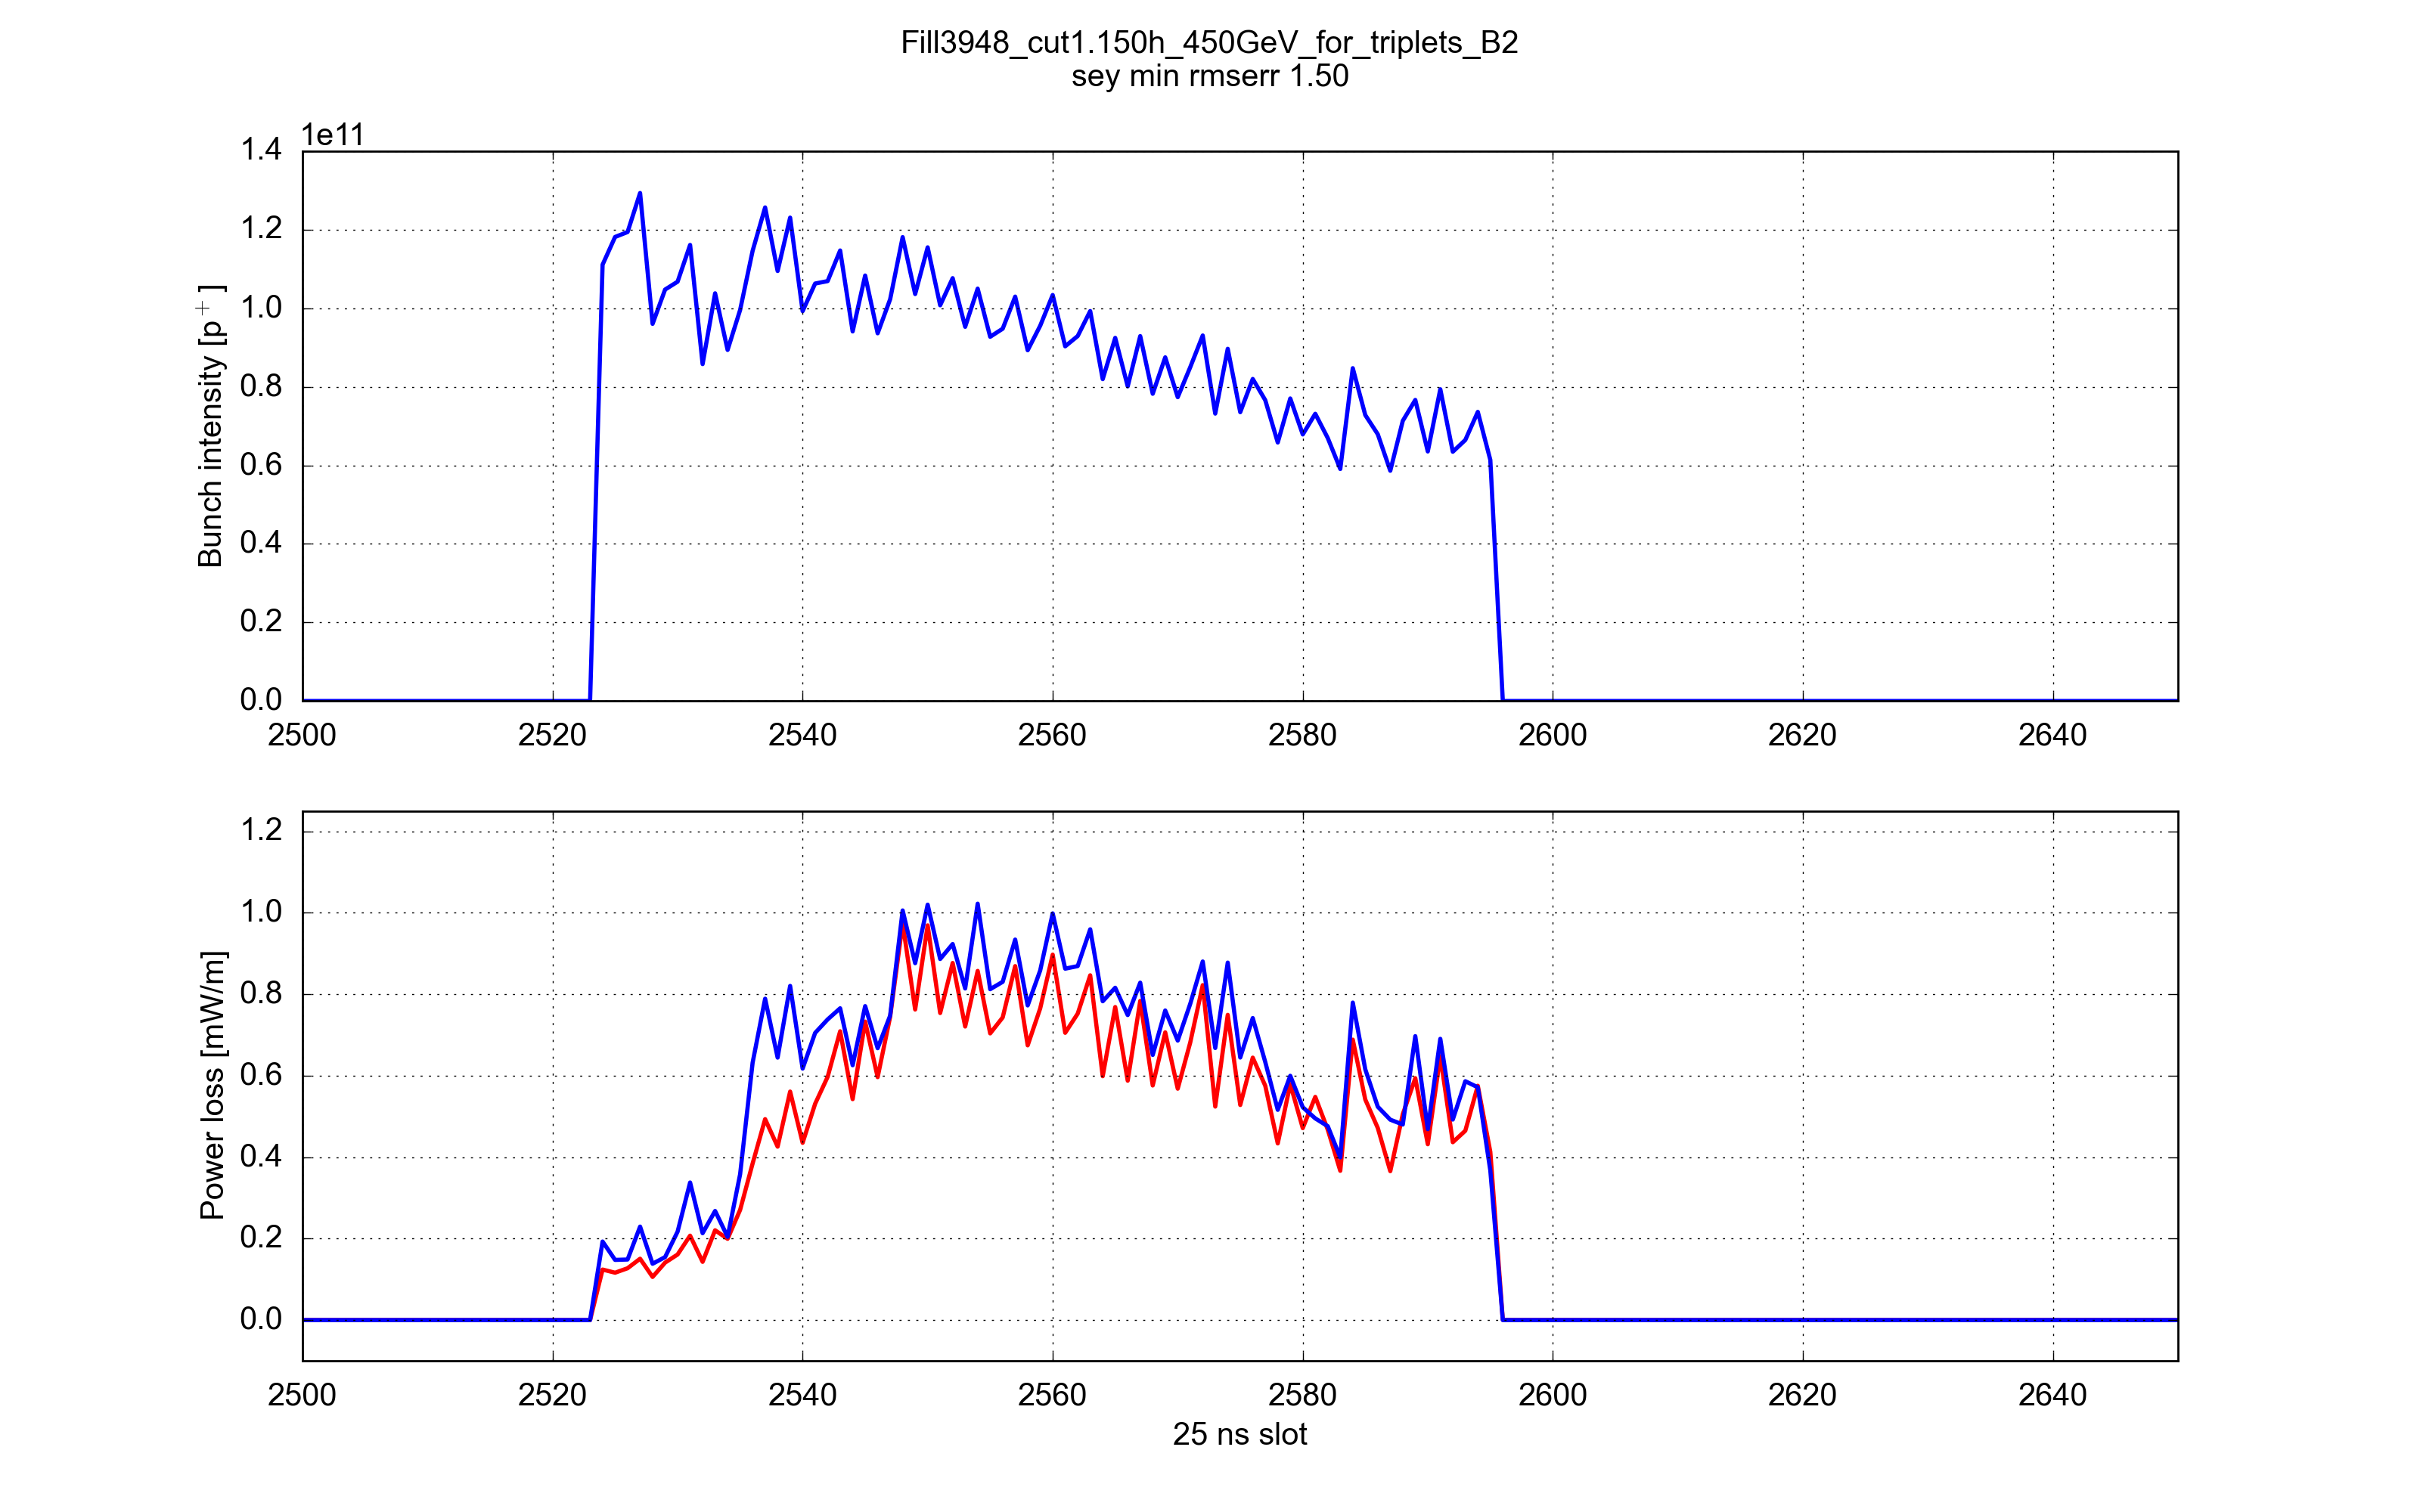 Fill3948_cut1.150h_450GeV_for_triplets_B2
sey min rmserr 1.50
1e11
1.4
1.2
1.0
0.8
0.6
0.4
0.2
0.0
Bunch intensity [p+]
2500 2520 2540 2560 2580 2600 2620 2640
1.2
1.0
0.8
0.6
0.4
0.2
0.0
Power loss [mW/m]
2500 2520 2540 2560 2580 2600 2620 2640
25 ns slot